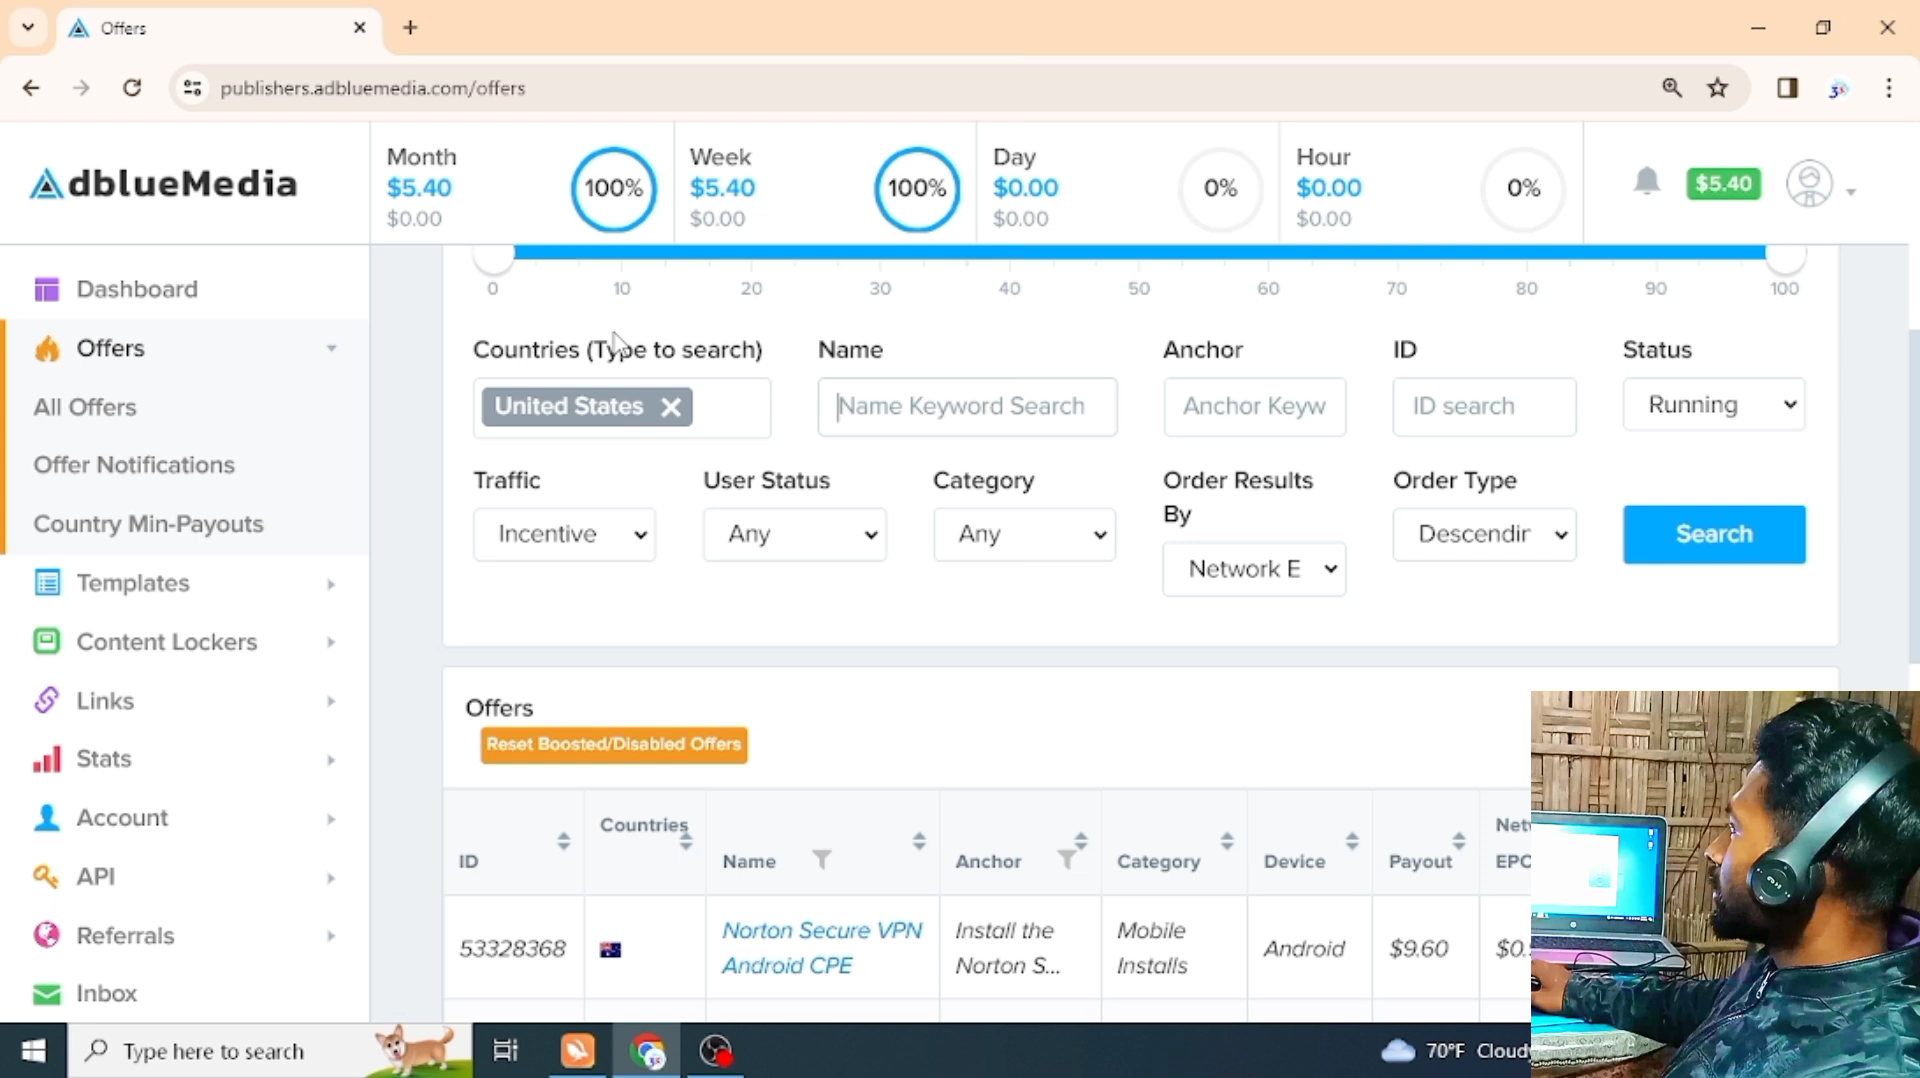 Offers
publishers.adbluemedia.com/offers
AdblueMedia
Month
$5.40
$0.00
100%
Week
$5.40
$0.00
100%
Day
$0.00
$0.00
0%
Hour
$0.00
$0.00
0%
$5.40
Dashboard
Offers
All Offers
Offer Notifications
Country Min-Payouts
Templates
Content Lockers
Links
Stats
Account
API
Referrals
Inbox
0 10 20 30 40 50 60 70 80 90 100
Countries (Type to search)
United States
Name
Name Keyword Search
Anchor
Anchor Keyw
ID
ID search
Status
Running
Traffic
Incentive
User Status
Any
Category
Any
Order Results
By
Network E
Order Type
Descendir
Search
Offers
Reset Boosted/Disabled Offers
ID
Countries
Name
Anchor
Category
Device
Payout
Netw
EPC
53328368
Norton Secure VPN
Android CPE
Install the
Norton S...
Mobile
Installs
Android
$9.60
$0.
Type here to search
70°F Cloud